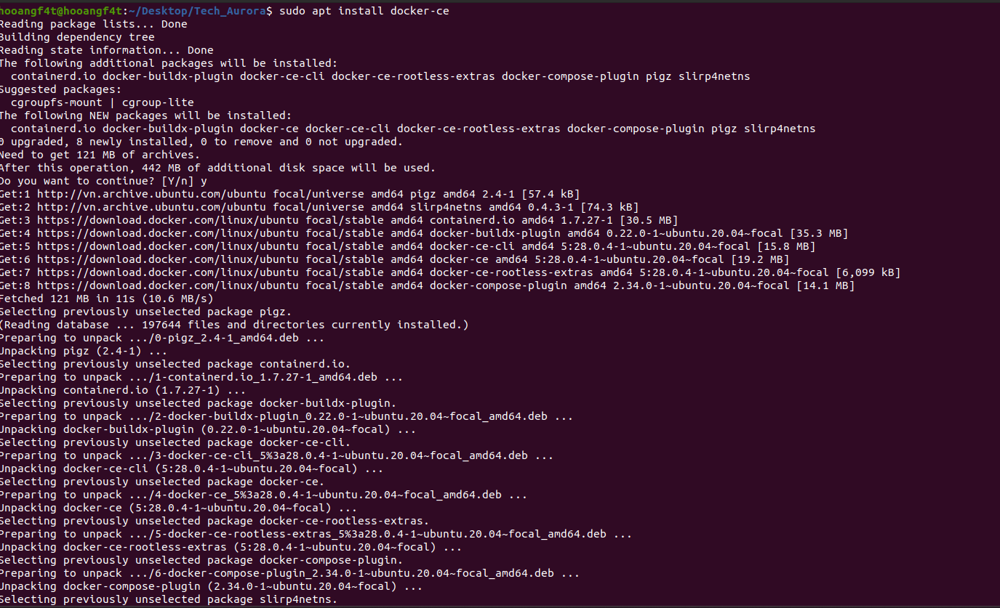 hooangf4t@hooangf4t:~/Desktop/Tech_Aurora$ sudo apt install docker-ce
Reading package lists... Done
Building dependency tree
Reading state information... Done
The following additional packages will be installed:
  containerd.io docker-buildx-plugin docker-ce-cli docker-ce-rootless-extras docker-compose-plugin pigz slirp4netns
Suggested packages:
  cgroupfs-mount | cgroup-lite
The following NEW packages will be installed:
  containerd.io docker-buildx-plugin docker-ce docker-ce-cli docker-ce-rootless-extras docker-compose-plugin pigz slirp4netns
0 upgraded, 8 newly installed, 0 to remove and 0 not upgraded.
Need to get 121 MB of archives.
After this operation, 442 MB of additional disk space will be used.
Do you want to continue? [Y/n] y
Get:1 http://vn.archive.ubuntu.com/ubuntu focal/universe amd64 pigz amd64 2.4-1 [57.4 kB]
Get:2 http://vn.archive.ubuntu.com/ubuntu focal/universe amd64 slirp4netns amd64 0.4.3-1 [74.3 kB]
Get:3 https://download.docker.com/linux/ubuntu focal/stable amd64 containerd.io amd64 1.7.27-1 [30.5 MB]
Get:4 https://download.docker.com/linux/ubuntu focal/stable amd64 docker-buildx-plugin amd64 0.22.0-1~ubuntu.20.04~focal [35.3 MB]
Get:5 https://download.docker.com/linux/ubuntu focal/stable amd64 docker-ce-cli amd64 5:28.0.4-1~ubuntu.20.04~focal [15.8 MB]
Get:6 https://download.docker.com/linux/ubuntu focal/stable amd64 docker-ce amd64 5:28.0.4-1~ubuntu.20.04~focal [19.2 MB]
Get:7 https://download.docker.com/linux/ubuntu focal/stable amd64 docker-ce-rootless-extras amd64 5:28.0.4-1~ubuntu.20.04~focal [6,099 kB]
Get:8 https://download.docker.com/linux/ubuntu focal/stable amd64 docker-compose-plugin amd64 2.34.0-1~ubuntu.20.04~focal [14.1 MB]
Fetched 121 MB in 11s (10.6 MB/s)
Selecting previously unselected package pigz.
(Reading database ... 197644 files and directories currently installed.)
Preparing to unpack .../0-pigz_2.4-1_amd64.deb ...
Unpacking pigz (2.4-1) ...
Selecting previously unselected package containerd.io.
Preparing to unpack .../1-containerd.io_1.7.27-1_amd64.deb ...
Unpacking containerd.io (1.7.27-1) ...
Selecting previously unselected package docker-buildx-plugin.
Preparing to unpack .../2-docker-buildx-plugin_0.22.0-1~ubuntu.20.04~focal_amd64.deb ...
Unpacking docker-buildx-plugin (0.22.0-1~ubuntu.20.04~focal) ...
Selecting previously unselected package docker-ce-cli.
Preparing to unpack .../3-docker-ce-cli_5%3a28.0.4-1~ubuntu.20.04~focal_amd64.deb ...
Unpacking docker-ce-cli (5:28.0.4-1~ubuntu.20.04~focal) ...
Selecting previously unselected package docker-ce.
Preparing to unpack .../4-docker-ce_5%3a28.0.4-1~ubuntu.20.04~focal_amd64.deb ...
Unpacking docker-ce (5:28.0.4-1~ubuntu.20.04~focal) ...
Selecting previously unselected package docker-ce-rootless-extras.
Preparing to unpack .../5-docker-ce-rootless-extras_5%3a28.0.4-1~ubuntu.20.04~focal_amd64.deb ...
Unpacking docker-ce-rootless-extras (5:28.0.4-1~ubuntu.20.04~focal) ...
Selecting previously unselected package docker-compose-plugin.
Preparing to unpack .../6-docker-compose-plugin_2.34.0-1~ubuntu.20.04~focal_amd64.deb ...
Unpacking docker-compose-plugin (2.34.0-1~ubuntu.20.04~focal) ...
Selecting previously unselected package slirp4netns.